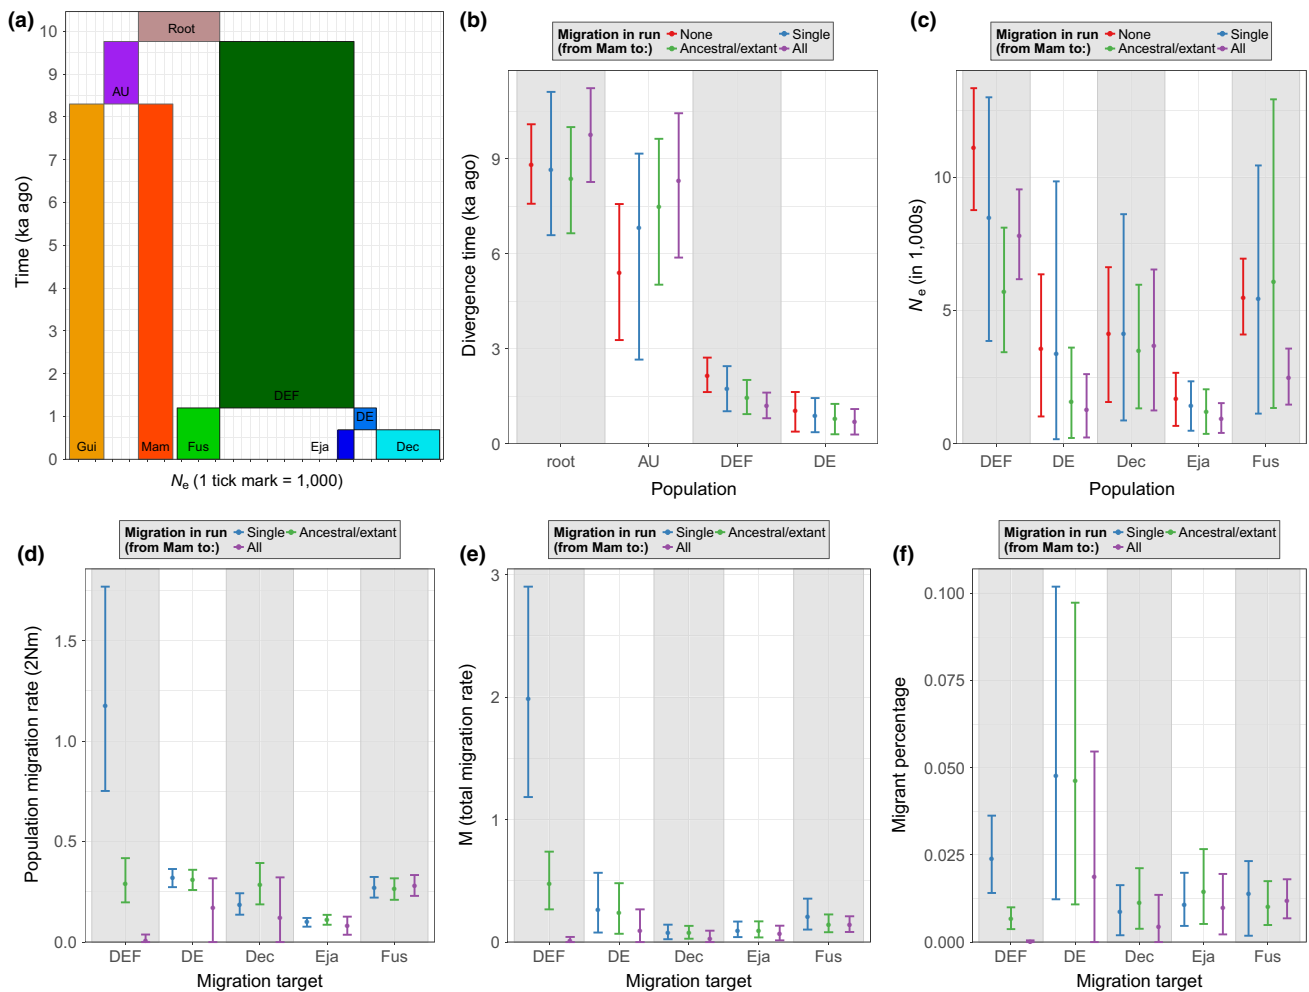 (a)
10
9
8
7
6
5
4
3
2
1
0
Time (ka ago)
Root
AU
DEF
DE
Gui
Mam
Fus
Eja
Dec
Ne (1 tick mark = 1,000)
(b)
Migration in run
(from Mam to:)
None
Single
Ancestral/extant
All
9
6
3
0
Divergence time (ka ago)
root
AU
DEF
DE
Population
(c)
Migration in run
(from Mam to:)
None
Single
Ancestral/extant
All
10
5
0
Ne (in 1,000s)
DEF
DE
Dec
Eja
Fus
Population
(d)
Migration in run
(from Mam to:)
Single
Ancestral/extant
All
1.5
1.0
0.5
0.0
Population migration rate (2Nm)
DEF
DE
Dec
Eja
Fus
Migration target
(e)
Migration in run
(from Mam to:)
Single
Ancestral/extant
All
3
2
1
0
M (total migration rate)
DEF
DE
Dec
Eja
Fus
Migration target
(f)
Migration in run
(from Mam to:)
Single
Ancestral/extant
All
0.100
0.075
0.050
0.025
0.000
Migrant percentage
DEF
DE
Dec
Eja
Fus
Migration target